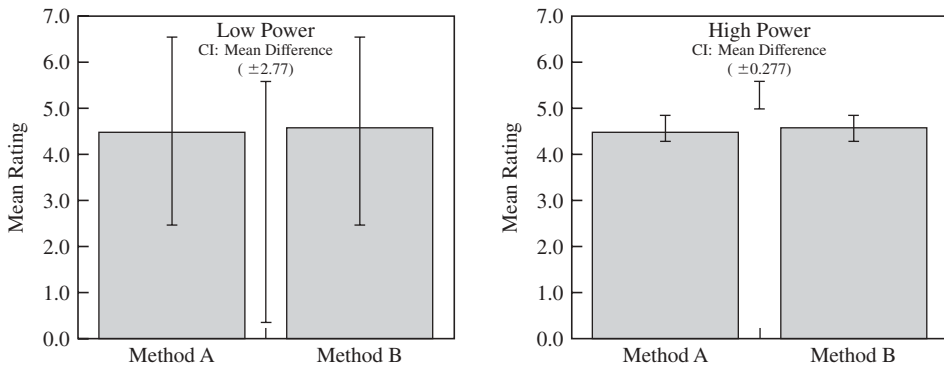 7.0
6.0
5.0
4.0
3.0
2.0
1.0
0.0
Mean Rating
Low Power
CI: Mean Difference
( ±2.77)
Method A
Method B
7.0
6.0
5.0
4.0
3.0
2.0
1.0
0.0
Mean Rating
High Power
CI: Mean Difference
( ±0.277)
Method A
Method B